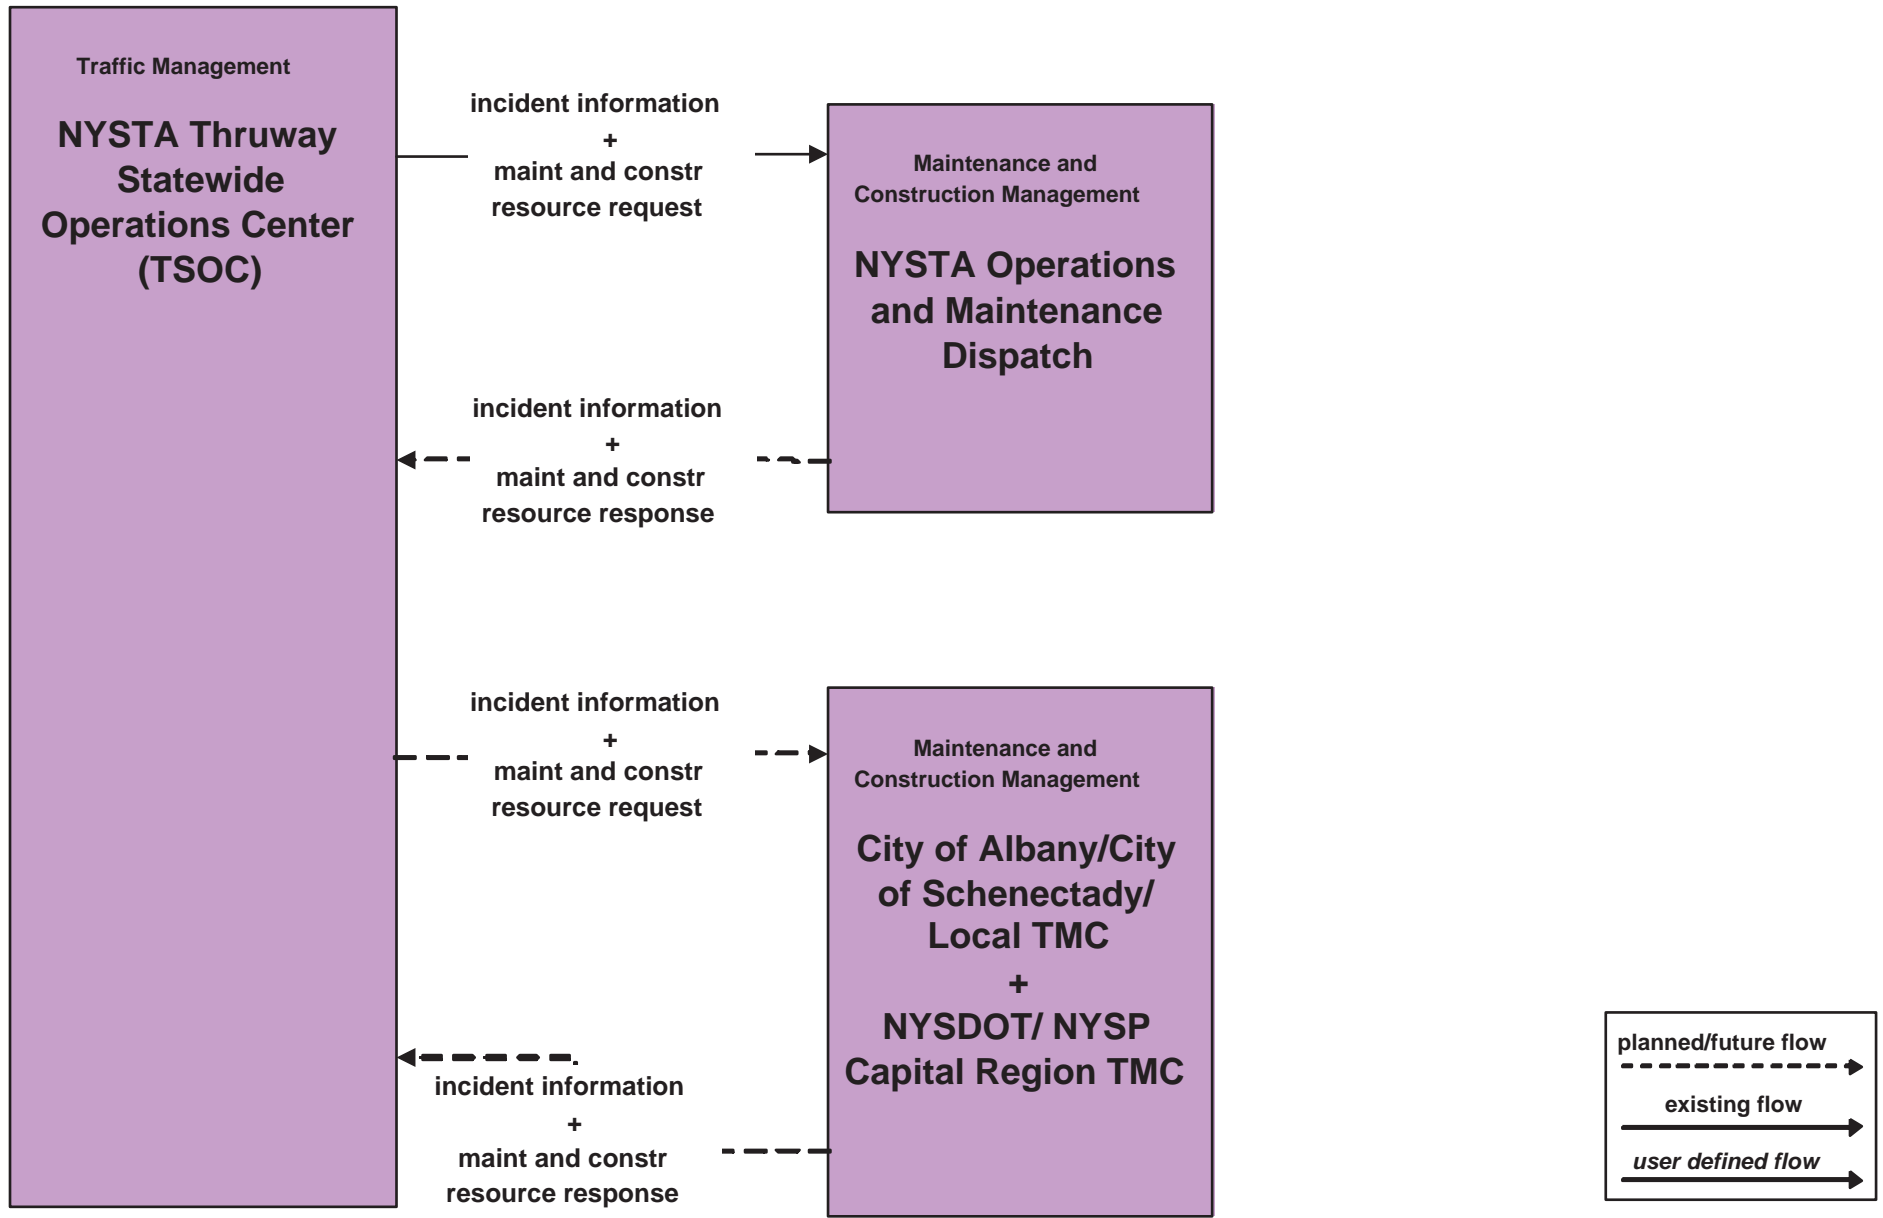 Traffic Management
NYSTA Thruway
Statewide
Operations Center
(TSOC)
incident information
+
maint and constr
resource request
Maintenance and
Construction Management
NYSTA Operations
and Maintenance
Dispatch
incident information
+
maint and constr
resource response
incident information
+
maint and constr
resource request
Maintenance and
Construction Management
City of Albany/City
of Schenectady/
Local TMC
+
NYSDOT/ NYSP
Capital Region TMC
incident information
+
maint and constr
resource response
planned/future flow
existing flow
user defined flow